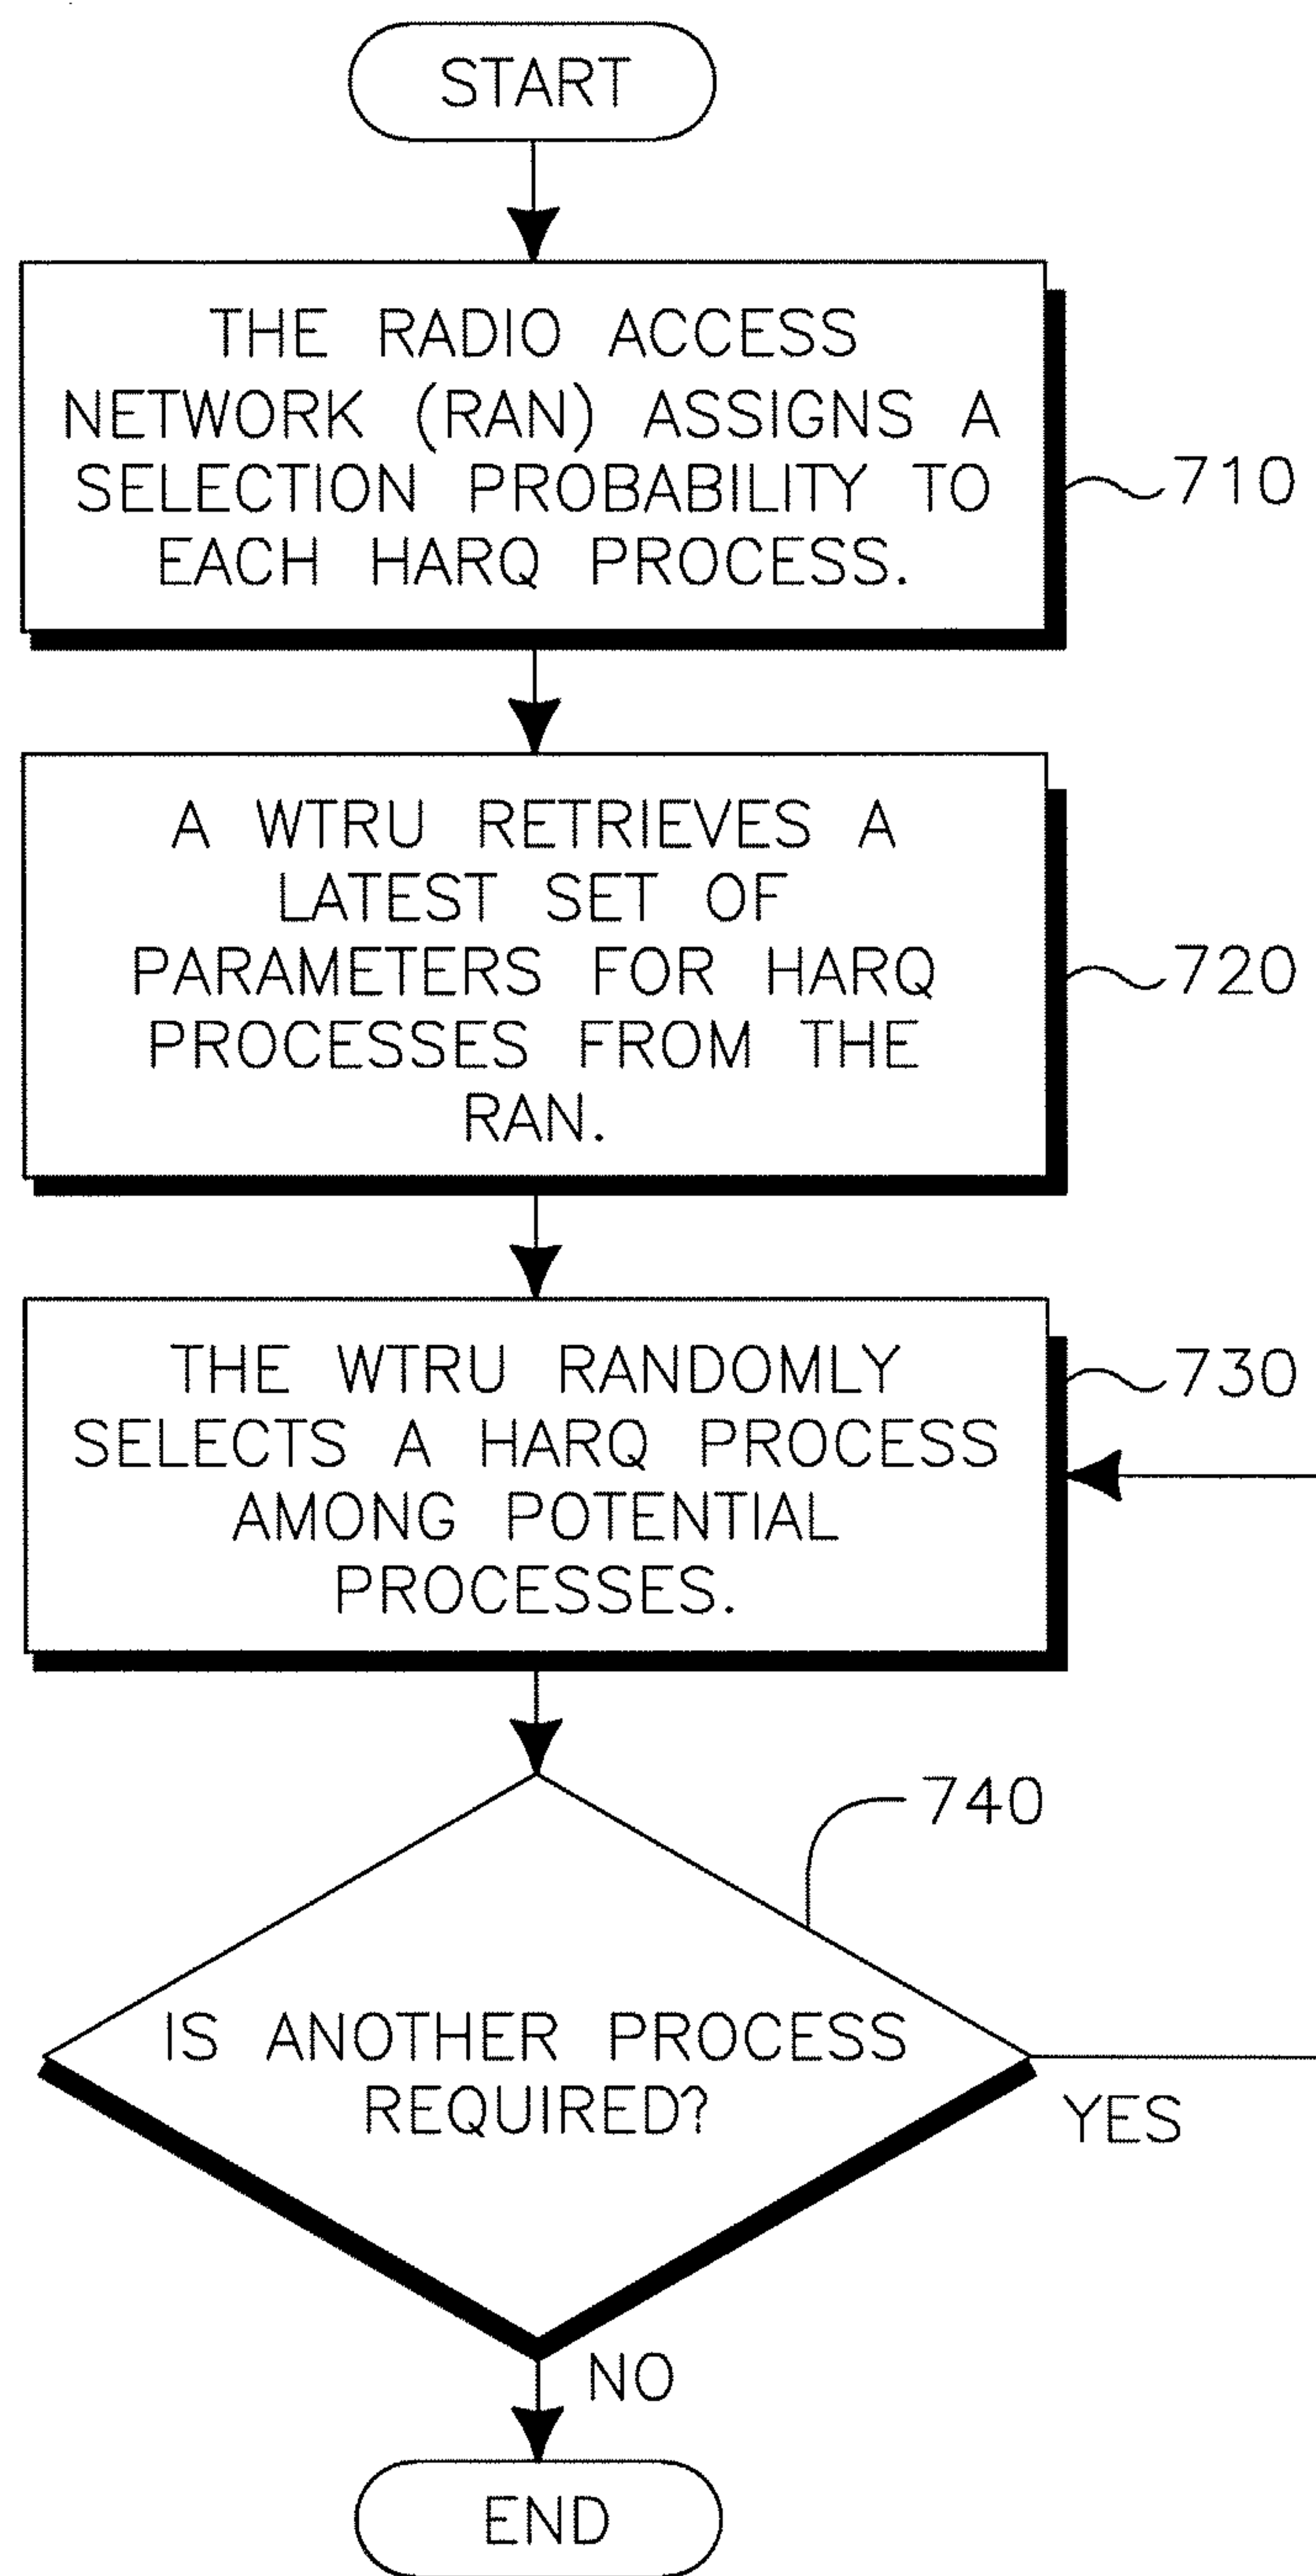 START
THE RADIO ACCESS
NETWORK (RAN) ASSIGNS A
SELECTION PROBABILITY TO
EACH HARQ PROCESS.
710
A WTRU RETRIEVES A
LATEST SET OF
PARAMETERS FOR HARQ
PROCESSES FROM THE
RAN.
720
THE WTRU RANDOMLY
SELECTS A HARQ PROCESS
AMONG POTENTIAL
PROCESSES.
730
740
IS ANOTHER PROCESS
REQUIRED?
YES
NO
END